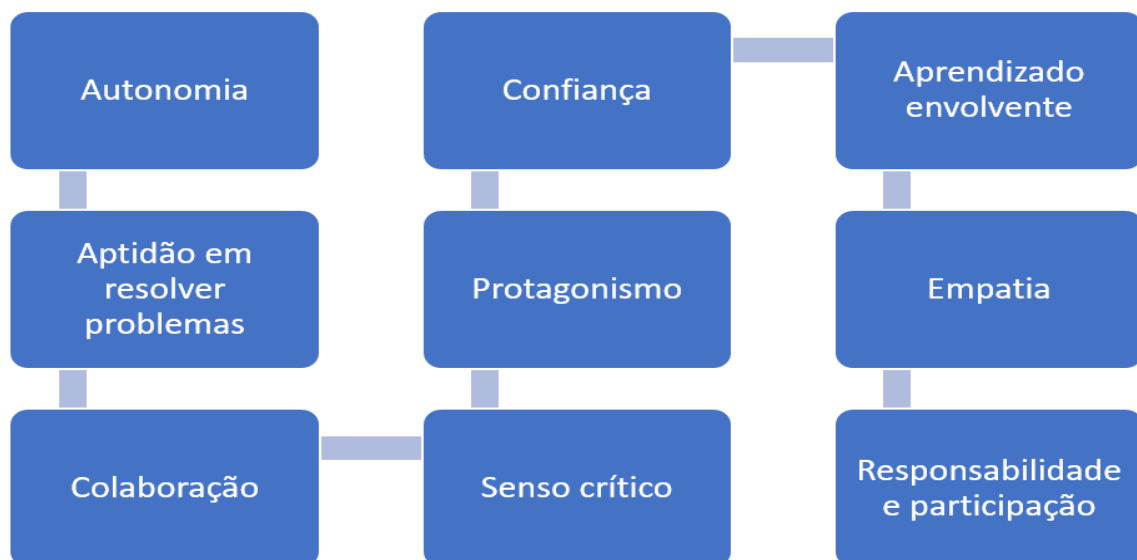 Autonomia
Aptidão em
resolver
problemas
Colaboração
Senso crítico
Protagonismo
Confiança
Aprendizado
envolvente
Empatia
Responsabilidade
e participação